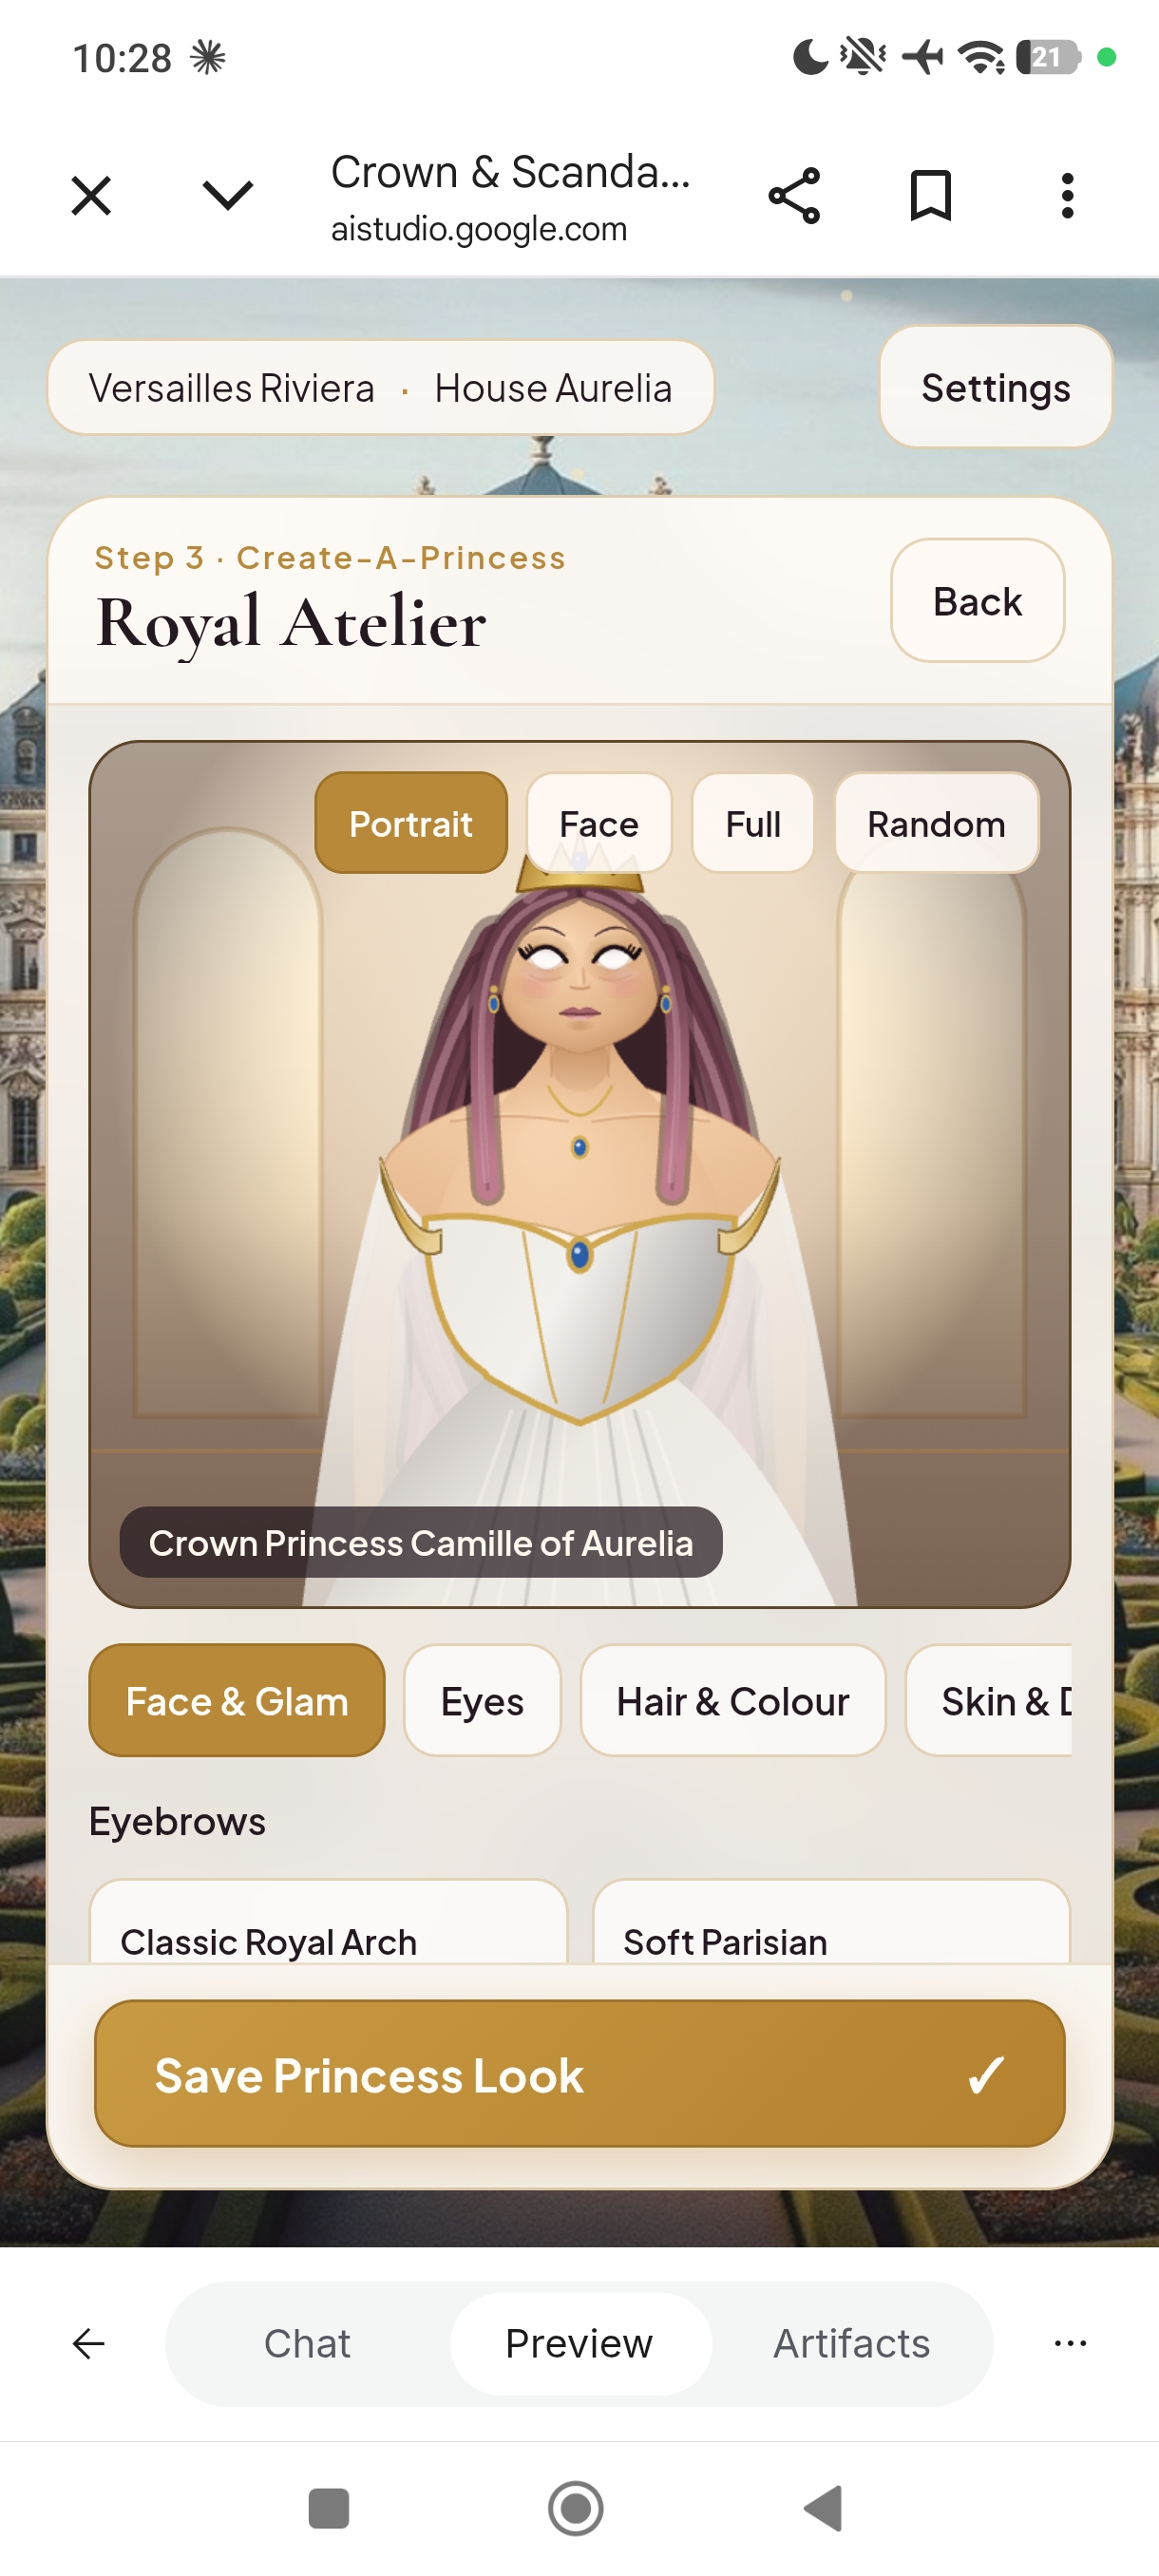 10:28
21
Crown & Scanda...
aistudio.google.com
Versailles Riviera · House Aurelia
Settings
Step 3 · Create-A-Princess
Royal Atelier
Back
Portrait
Face
Full
Random
Crown Princess Camille of Aurelia
Face & Glam
Eyes
Hair & Colour
Skin &
Eyebrows
Classic Royal Arch
Soft Parisian
Save Princess Look ✓
Chat
Preview
Artifacts